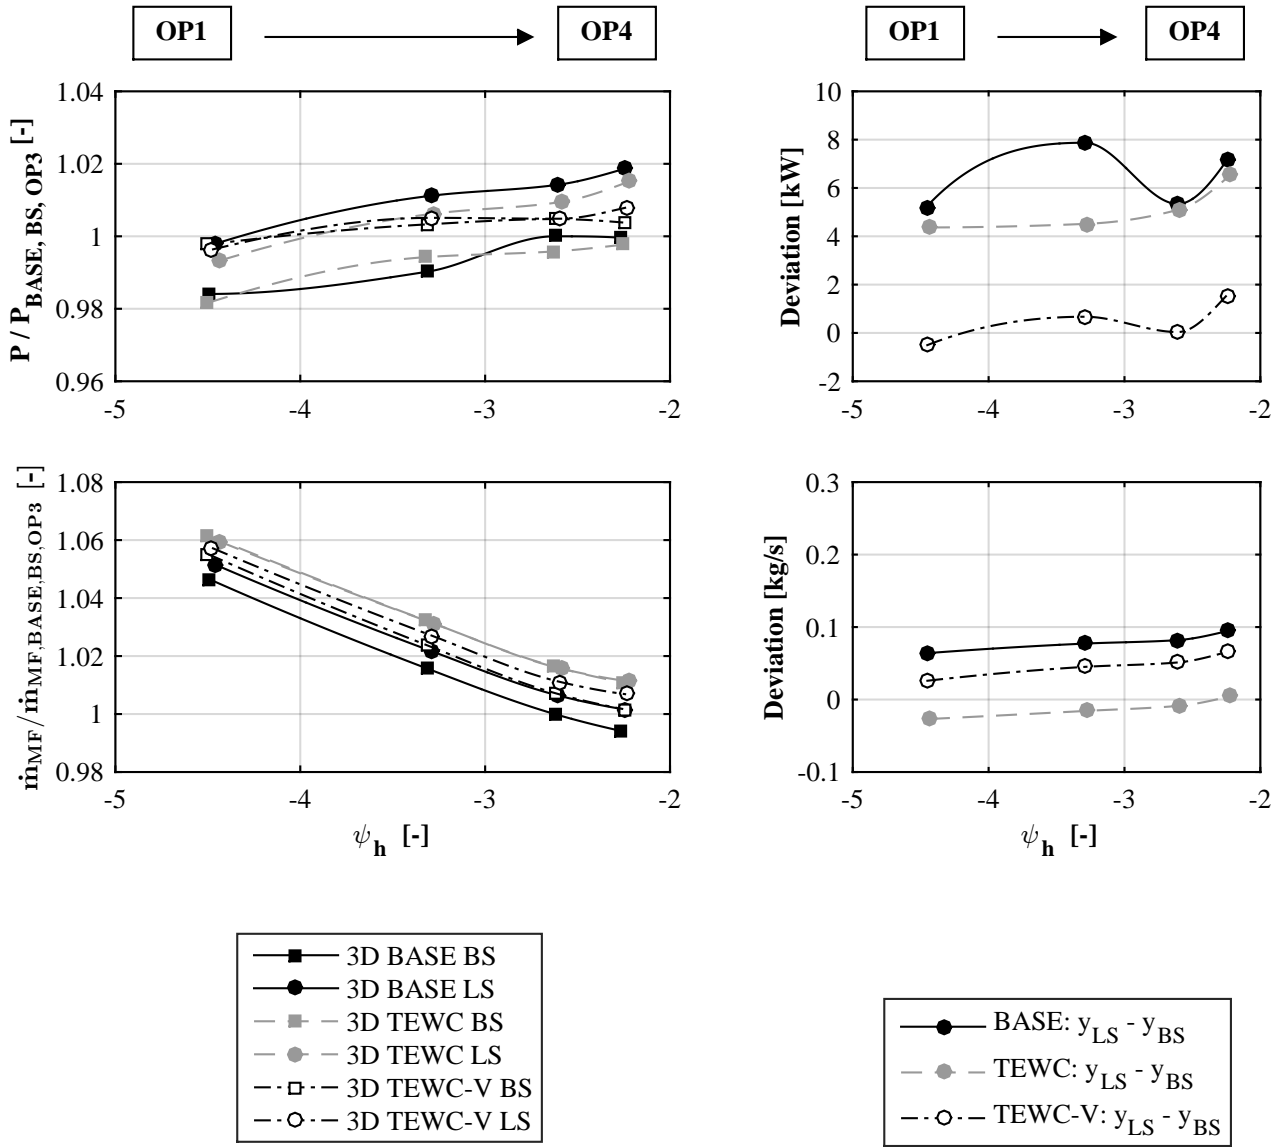 OP1
OP4
OP1
OP4
P / P_BASE, BS, OP3 [-]
1.04
1.02
1
0.98
0.96
-5
-4
-3
-2
Deviation [kW]
10
8
6
4
2
0
-2
-5
-4
-3
-2
ṁ_MF/ṁ_MF,BASE,BS,OP3 [-]
1.08
1.06
1.04
1.02
1
0.98
-5
-4
-3
-2
ψ_h [-]
Deviation [kg/s]
0.3
0.2
0.1
0
-0.1
-5
-4
-3
-2
ψ_h [-]
3D BASE BS
3D BASE LS
3D TEWC BS
3D TEWC LS
3D TEWC-V BS
3D TEWC-V LS
BASE: y_LS - y_BS
TEWC: y_LS - y_BS
TEWC-V: y_LS - y_BS